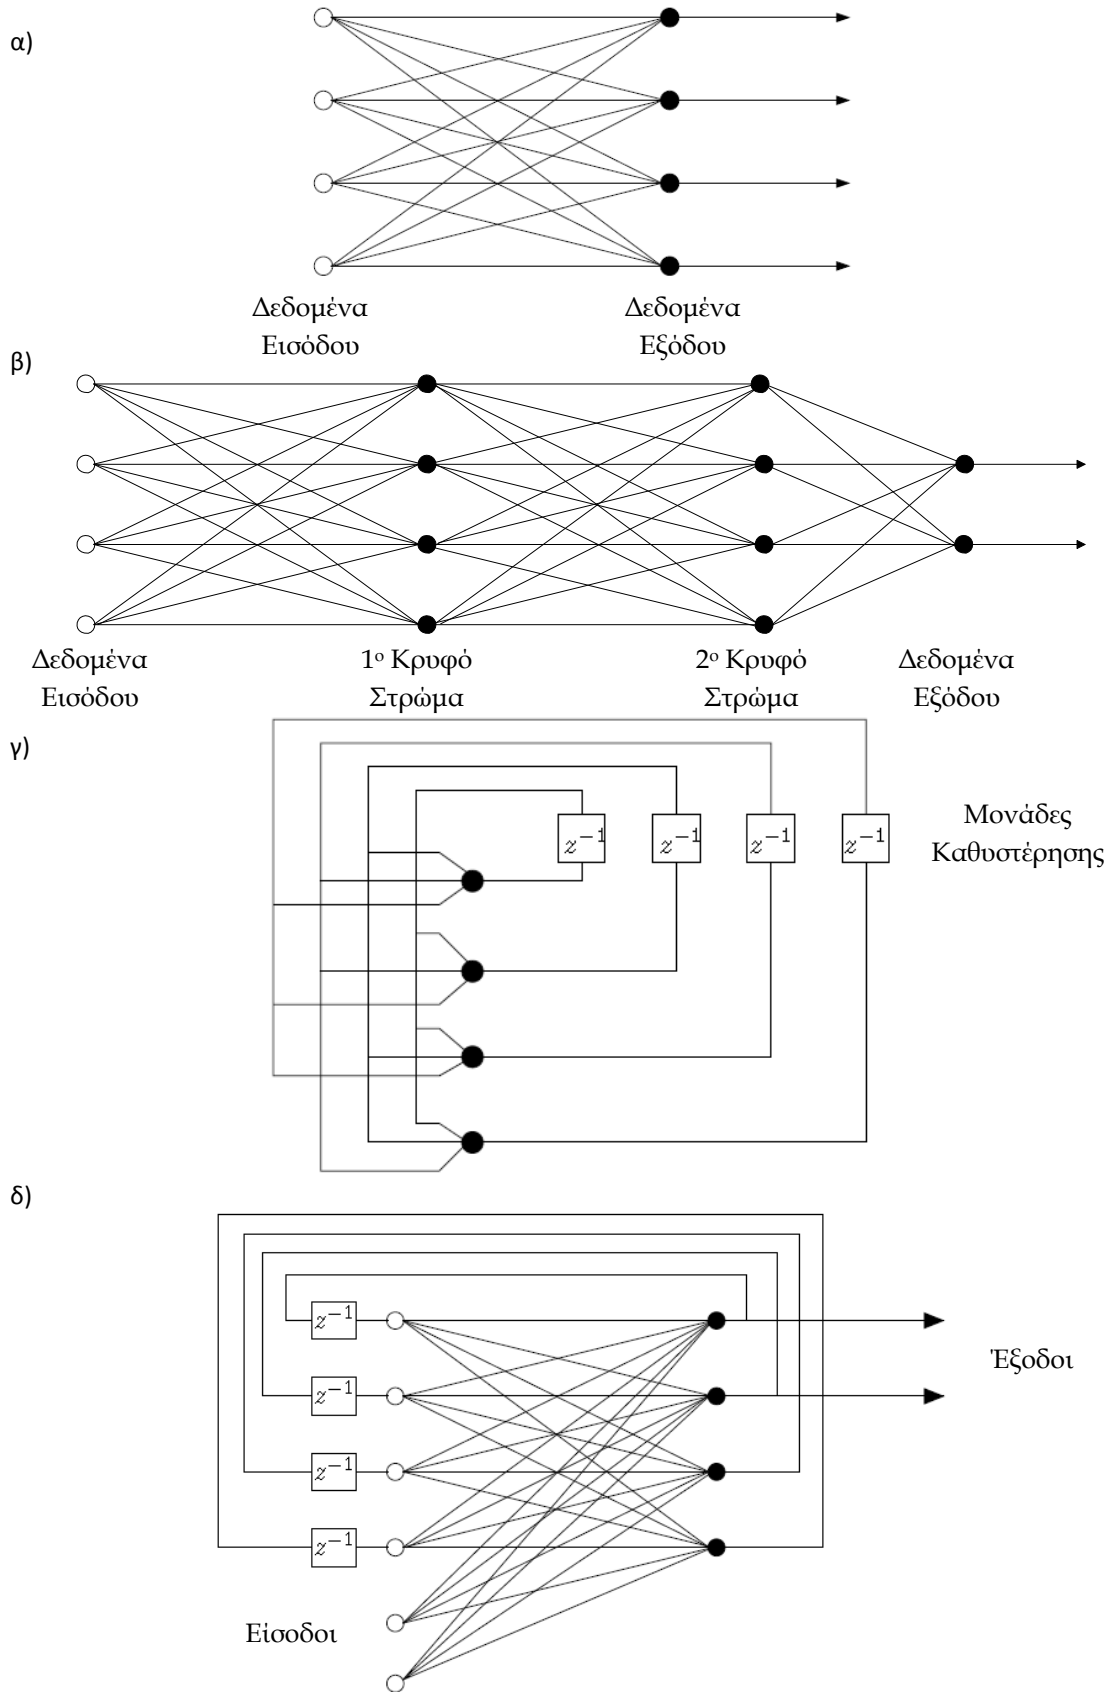 α)
Δεδομένα
Εισόδου
Δεδομένα
Εξόδου
β)
Δεδομένα
Εισόδου
1ο Κρυφό
Στρώμα
2ο Κρυφό
Στρώμα
Δεδομένα
Εξόδου
γ)
z⁻¹ z⁻¹ z⁻¹ z⁻¹
Μονάδες
Καθυστέρησης
δ)
z⁻¹
z⁻¹
z⁻¹
z⁻¹
Έξοδοι
Είσοδοι